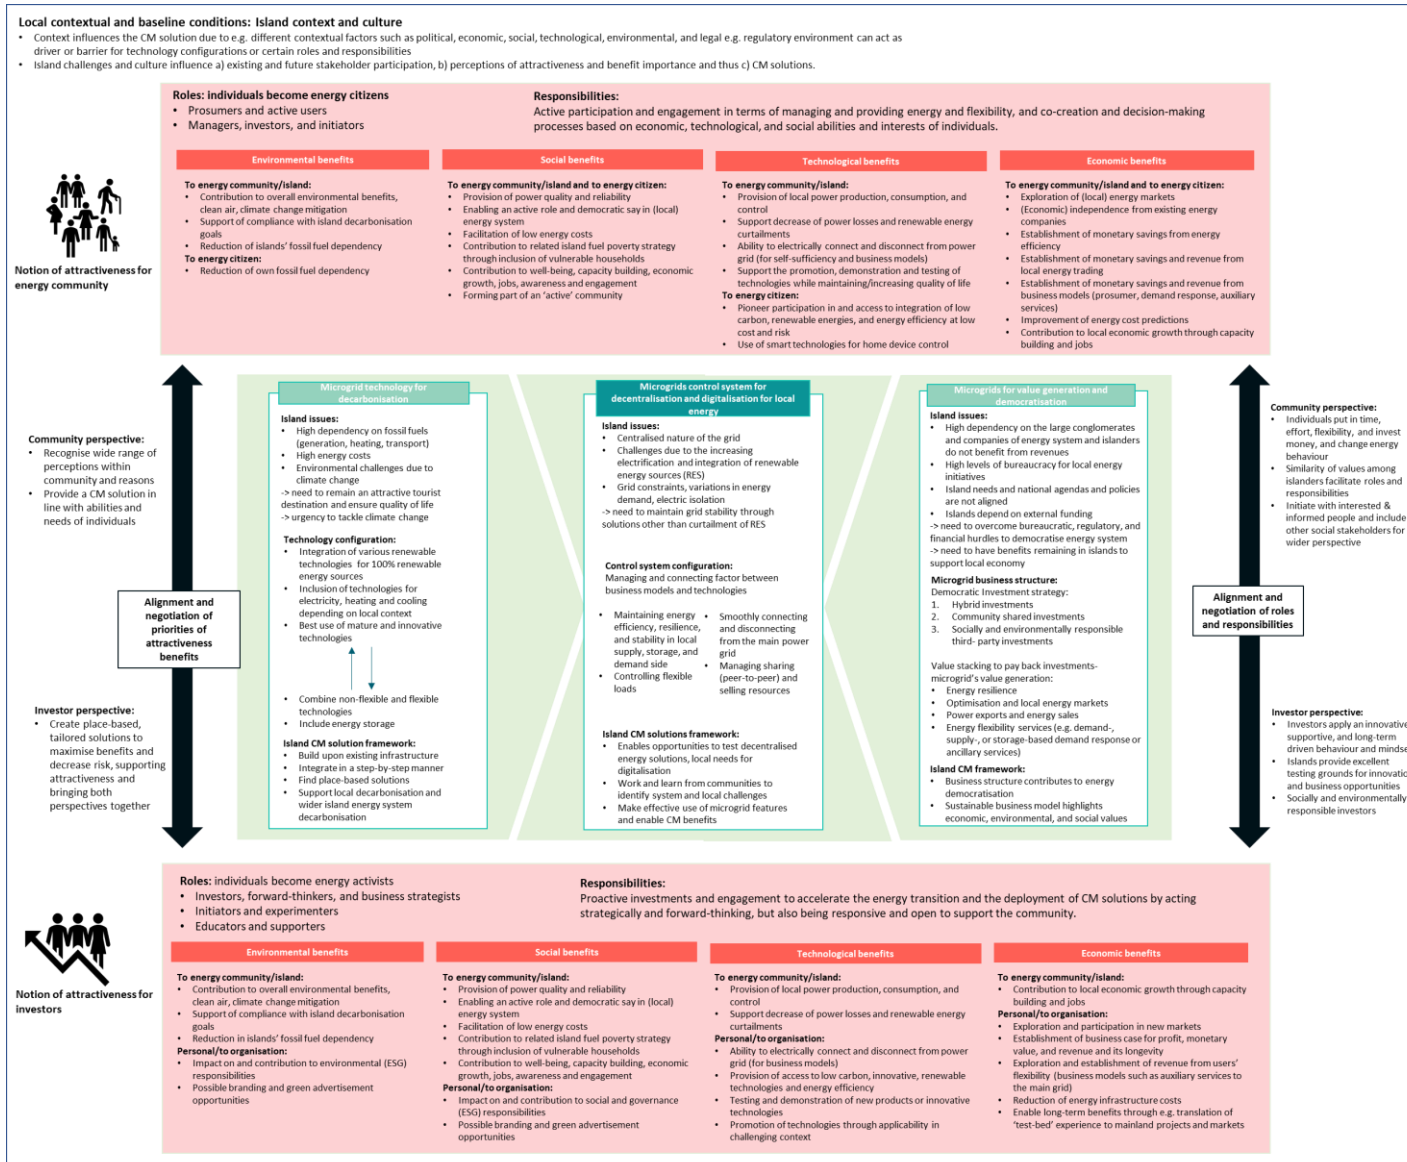 Local contextual and baseline conditions: Island context and culture
• Context influences the CM solution due to e.g. different contextual factors such as political, economic, social, technological, environmental, and legal e.g. regulatory environment can act as
driver or barrier for technology configurations or certain roles and responsibilities
• Island challenges and culture influence a) existing and future stakeholder participation, b) perceptions of attractiveness and benefit importance and thus c) CM solutions.
Roles: individuals become energy citizens
• Prosumers and active users
• Managers, investors, and initiators
Responsibilities:
Active participation and engagement in terms of managing and providing energy and flexibility, and co-creation and decision-making
processes based on economic, technological, and social abilities and interests of individuals.
Notion of attractiveness for
energy community
Environmental benefits
To energy community/island:
• Contribution to overall environmental benefits,
clean air, climate change mitigation
• Support of compliance with island decarbonisation
goals
• Reduction of islands' fossil fuel dependency
To energy citizen:
• Reduction of own fossil fuel dependency
Social benefits
To energy community/island and to energy citizen:
• Provision of power quality and reliability
• Enabling an active role and democratic say in (local)
energy system
• Facilitation of low energy costs
• Contribution to related island fuel poverty strategy
through inclusion of vulnerable households
• Contribution to well-being, capacity building, economic
growth, jobs, awareness and engagement
• Forming part of an 'active' community
Technological benefits
To energy community/island:
• Provision of local power production, consumption, and
control
• Support decrease of power losses and renewable energy
curtailments
• Ability to electrically connect and disconnect from power
grid (for self-sufficiency and business models)
• Support the promotion, demonstration and testing of
technologies while maintaining/increasing quality of life
To energy citizen:
• Pioneer participation in and access to integration of low
carbon, renewable energies, and energy efficiency at low
cost and risk
• Use of smart technologies for home device control
Economic benefits
To energy community/island and to energy citizen:
• Exploration of (local) energy markets
• (Economic) independence from existing energy
companies
• Establishment of monetary savings from energy
efficiency
• Establishment of monetary savings and revenue from
local energy trading
• Establishment of monetary savings and revenue from
business models (prosumer, demand response, auxiliary
services)
• Improvement of energy cost predictions
• Contribution to local economic growth through capacity
building and jobs
Community perspective:
• Recognise wide range of
perceptions within
community and reasons
• Provide a CM solution in
line with abilities and
needs of individuals
Alignment and
negotiation of
priorities of
attractiveness
benefits
Investor perspective:
• Create place-based,
tailored solutions to
maximise benefits and
decrease risk, supporting
attractiveness and
bringing both
perspectives together
Microgrid technology for
decarbonisation
Island issues:
• High dependency on fossil fuels
(generation, heating, transport)
• High energy costs
• Environmental challenges due to
climate change
-> need to remain an attractive tourist
destination and ensure quality of life
-> urgency to tackle climate change
Technology configuration:
• Integration of various renewable
technologies for 100% renewable
energy sources
• Inclusion of technologies for
electricity, heating and cooling
depending on local context
• Best use of mature and innovative
technologies
• Combine non-flexible and flexible
technologies
• Include energy storage
Island CM solution framework:
• Build upon existing infrastructure
• Integrate in a step-by-step manner
• Find place-based solutions
• Support local decarbonisation and
wider island energy system
decarbonisation
Microgrids control system for
decentralisation and digitalisation for local
energy
Island issues:
• Centralised nature of the grid
• Challenges due to the increasing
electrification and integration of renewable
energy sources (RES)
• Grid constraints, variations in energy
demand, electric isolation
-> need to maintain grid stability through
solutions other than curtailment of RES
Control system configuration:
Managing and connecting factor between
business models and technologies
• Maintaining energy
efficiency, resilience,
and stability in local
supply, storage, and
demand side
• Controlling flexible
loads
• Smoothly connecting
and disconnecting
from the main power
grid
• Managing sharing
(peer-to-peer) and
selling resources
Island CM solutions framework:
• Enables opportunities to test decentralised
energy solutions, local needs for
digitalisation
• Work and learn from communities to
identify system and local challenges
• Make effective use of microgrid features
and enable CM benefits
Microgrids for value generation and
democratisation
Island issues:
• High dependency on the large conglomerates
and companies of energy system and islanders
do not benefit from revenues
• High levels of bureaucracy for local energy
initiatives
• Island needs and national agendas and policies
are not aligned
• Islands depend on external funding
-> need to overcome bureaucratic, regulatory, and
financial hurdles to democratise energy system
-> need to have benefits remaining in islands to
support local economy
Microgrid business structure:
Democratic Investment strategy:
1. Hybrid investments
2. Community shared investments
3. Socially and environmentally responsible
third- party investments
Value stacking to pay back investments-
microgrid's value generation:
• Energy resilience
• Optimisation and local energy markets
• Power exports and energy sales
• Energy flexibility services (e.g. demand-,
supply-, or storage-based demand response or
ancillary services)
Island CM framework:
• Business structure contributes to energy
democratisation
• Sustainable business model highlights
economic, environmental, and social values
Community perspective:
• Individuals put in time,
effort, flexibility, and invest
money, and change energy
behaviour
• Similarity of values among
islanders facilitate roles and
responsibilities
• Initiate with interested &
informed people and include
other social stakeholders for
wider perspective
Alignment and
negotiation of roles
and responsibilities
Investor perspective:
• Investors apply an innovative,
supportive, and long-term
driven behaviour and mindse
• Islands provide excellent
testing grounds for innovatio
and business opportunities
• Socially and environmentally
responsible investors
Roles: individuals become energy activists
• Investors, forward-thinkers, and business strategists
• Initiators and experimenters
• Educators and supporters
Responsibilities:
Proactive investments and engagement to accelerate the energy transition and the deployment of CM solutions by acting
strategically and forward-thinking, but also being responsive and open to support the community.
Notion of attractiveness for
investors
Environmental benefits
To energy community/island:
• Contribution to overall environmental benefits,
clean air, climate change mitigation
• Support of compliance with island decarbonisation
goals
• Reduction in islands' fossil fuel dependency
Personal/to organisation:
• Impact on and contribution to environmental (ESG)
responsibilities
• Possible branding and green advertisement
opportunities
Social benefits
To energy community/island:
• Provision of power quality and reliability
• Enabling an active role and democratic say in (local)
energy system
• Facilitation of low energy costs
• Contribution to related island fuel poverty strategy
through inclusion of vulnerable households
• Contribution to well-being, capacity building, economic
growth, jobs, awareness and engagement
Personal/to organisation:
• Impact on and contribution to social and governance
(ESG) responsibilities
• Possible branding and green advertisement
opportunities
Technological benefits
To energy community/island:
• Provision of local power production, consumption, and
control
• Support decrease of power losses and renewable energy
curtailments
Personal/to organisation:
• Ability to electrically connect and disconnect from power
grid (for business models)
• Provision of access to low carbon, innovative, renewable
technologies and energy efficiency
• Testing and demonstration of new products or innovative
technologies
• Promotion of technologies through applicability in
challenging context
Economic benefits
To energy community/island:
• Contribution to local economic growth through capacity
building and jobs
Personal/to organisation:
• Exploration and participation in new markets
• Establishment of business case for profit, monetary
value, and revenue and its longevity
• Exploration and establishment of revenue from users'
flexibility (business models such as auxiliary services to
the main grid)
• Reduction of energy infrastructure costs
• Enable long-term benefits through e.g. translation of
'test-bed' experience to mainland projects and markets